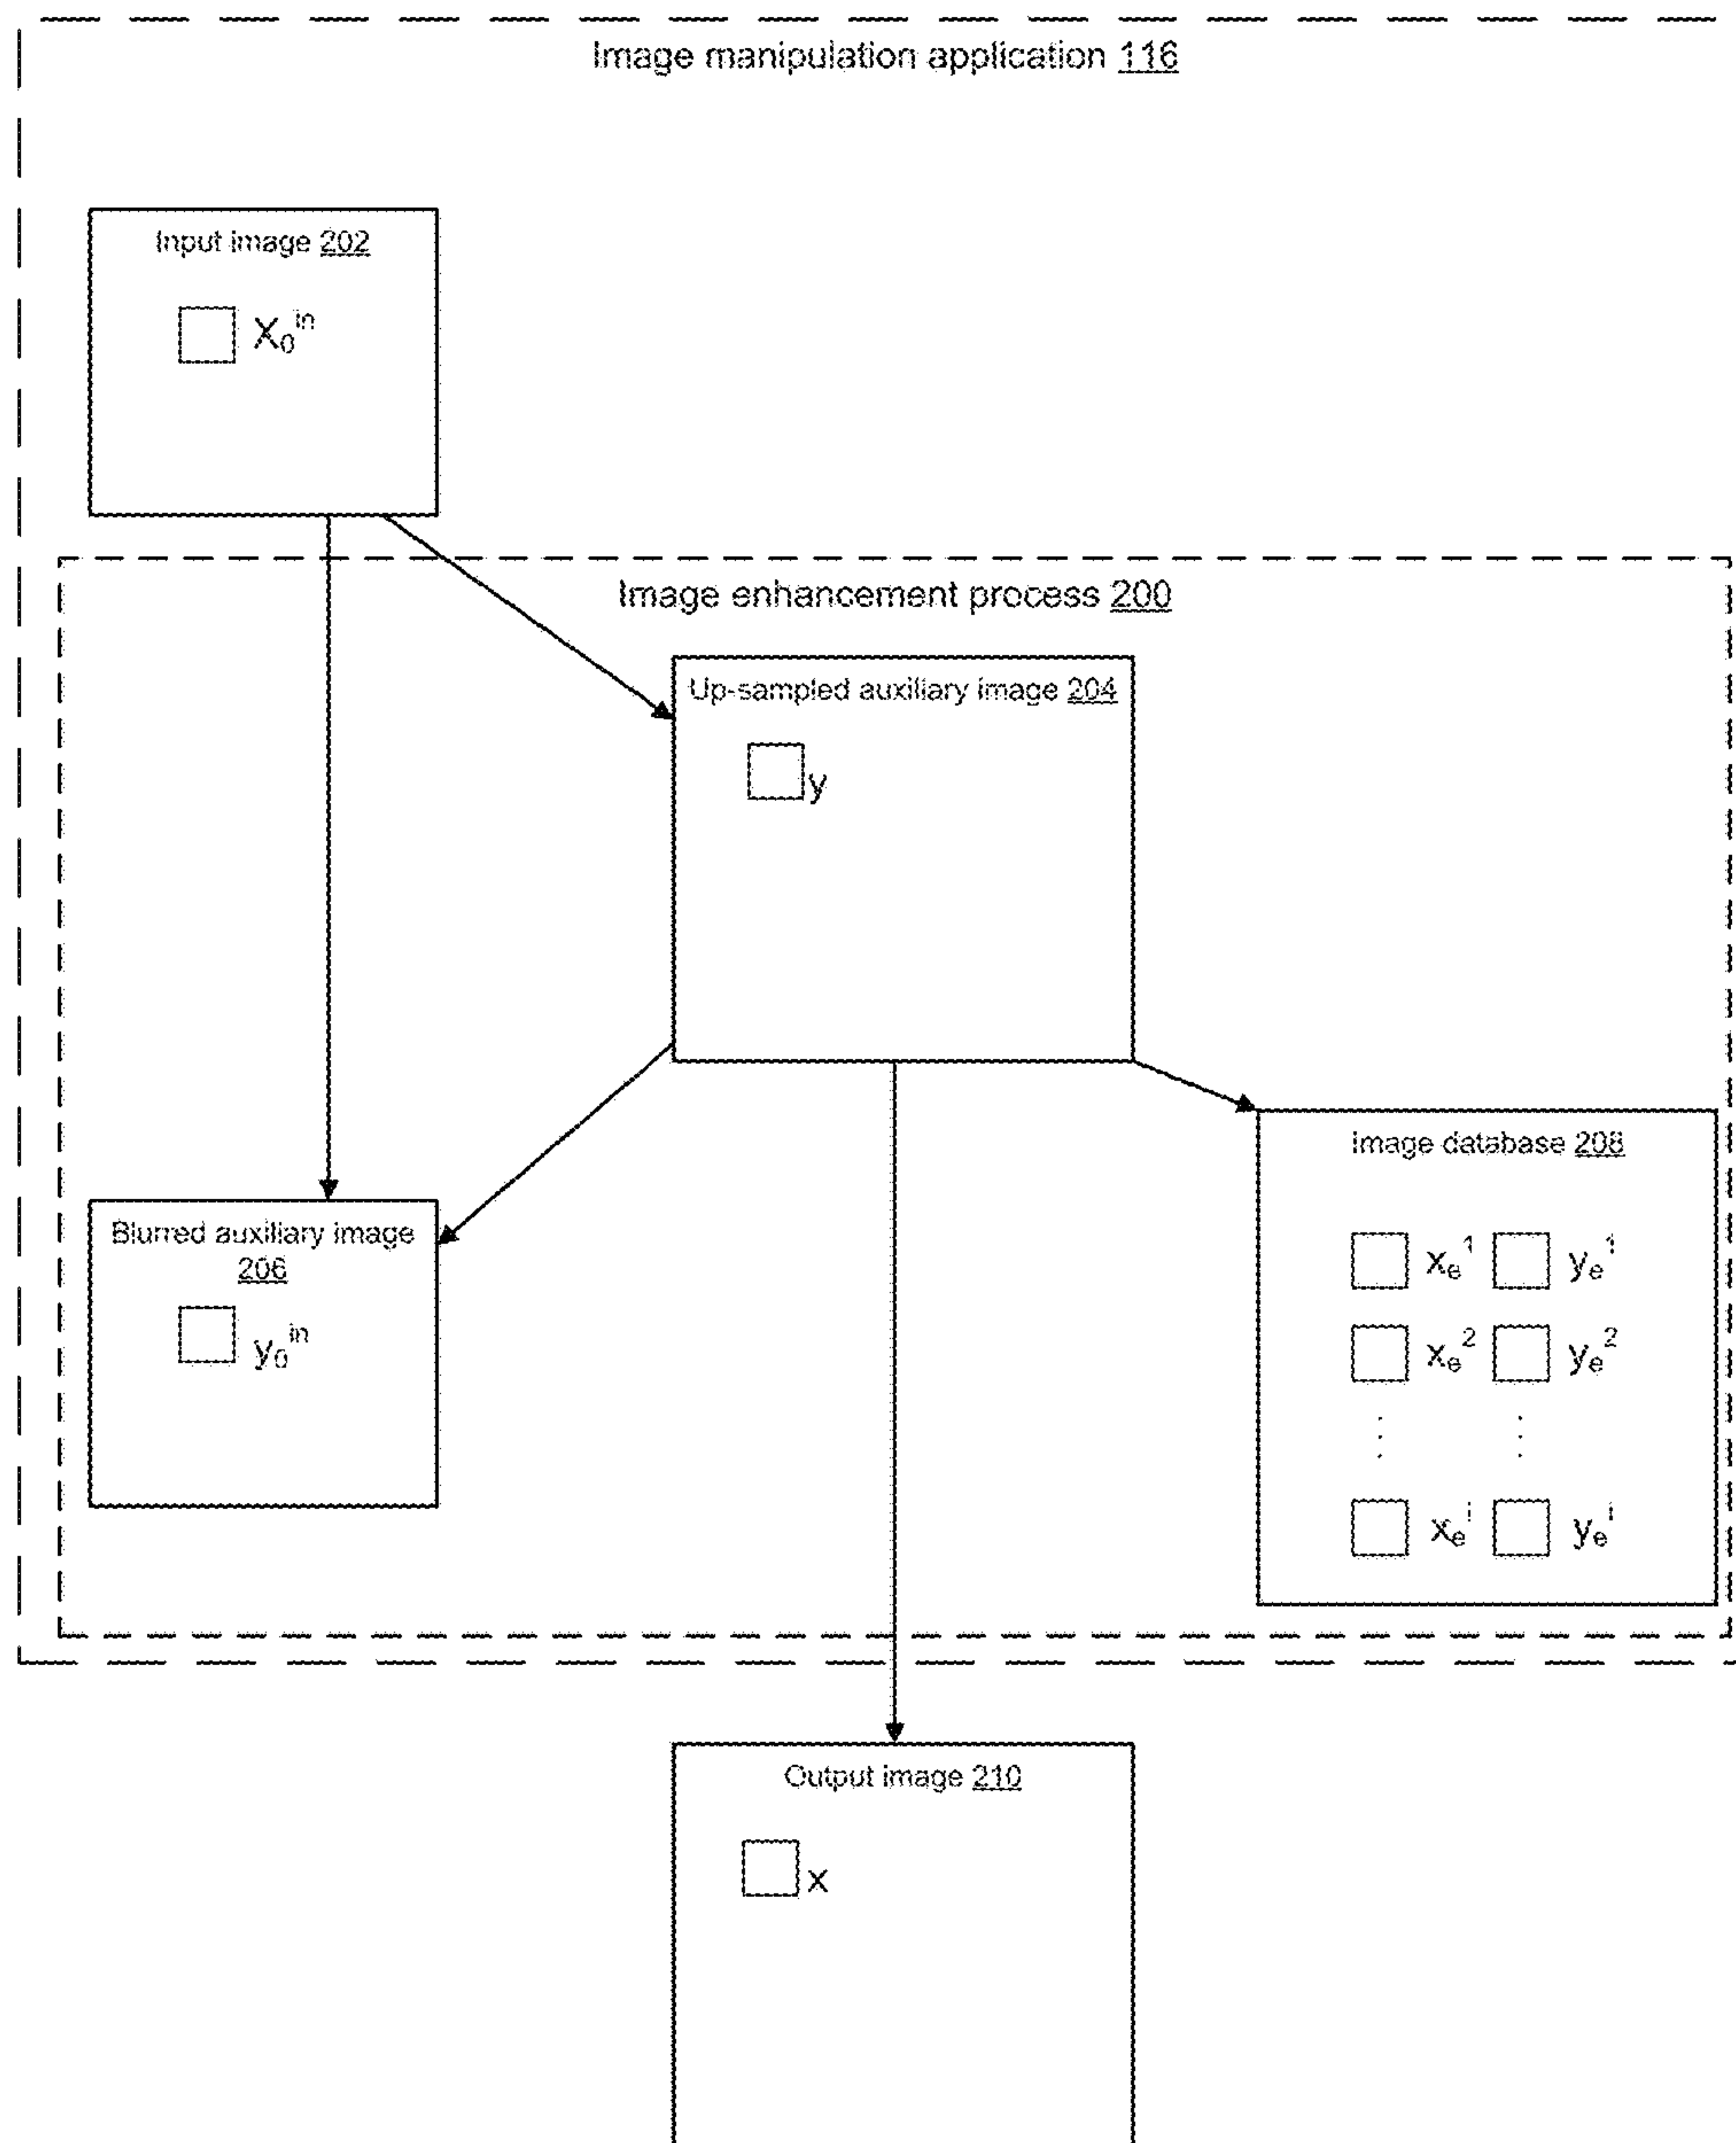 Image manipulation application 116
Input image 202
X₀ⁱⁿ
Image enhancement process 200
Up-sampled auxiliary image 204
y
Image database 208
Blurred auxiliary image
206
y₀ⁱⁿ
xₑ¹ yₑ¹
xₑ² yₑ²
xₑⁱ yₑⁱ
Output image 210
x